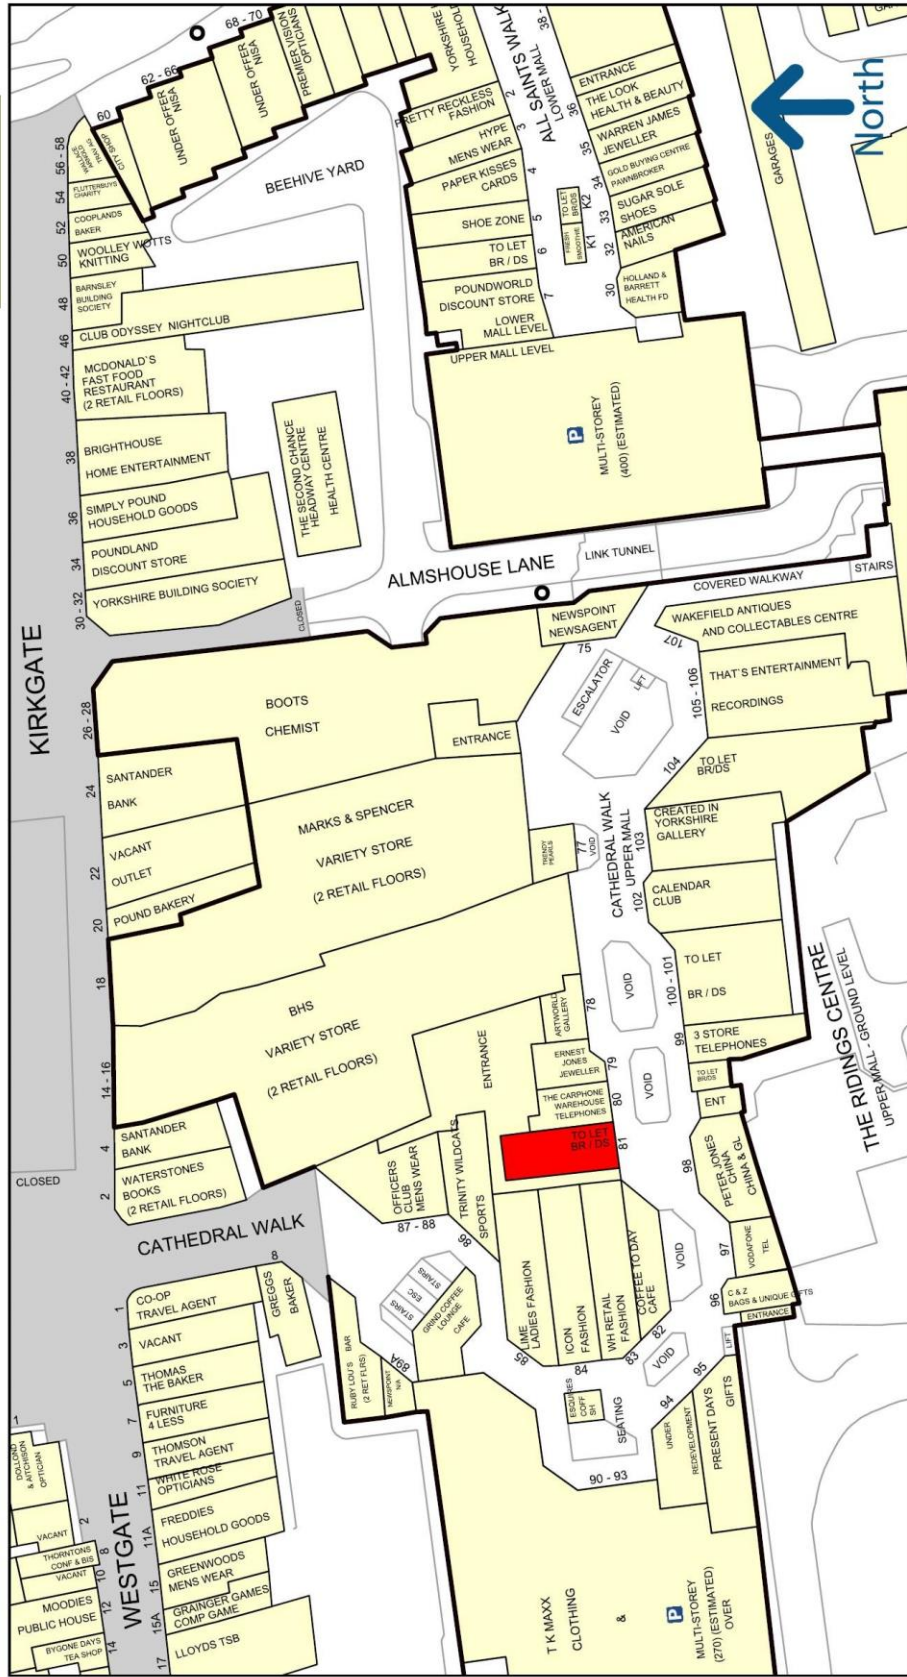 68 - 70
62 - 66
60
56 - 58
54
52
50
48
46
40 - 42
38
36
34
30 - 32
KIRKGATE
CITY SHOP
UNDER OFFER
NISA
UNDER OFFER
NISA
PREMIER VISION
OPTICIANS
FLUTTERBUYS
CHARITY
COOPLANDS
BAKER
WOOLLEY WOTTS
KNITTING
BARNSLEY
BUILDING
SOCIETY
CLUB ODYSSEY NIGHTCLUB
MCDONALD'S
FAST FOOD
RESTAURANT
(2 RETAIL FLOORS)
BRIGHTHOUSE
HOME ENTERTAINMENT
SIMPLY POUND
HOUSEHOLD GOODS
POUNDLAND
DISCOUNT STORE
YORKSHIRE BUILDING SOCIETY
CLOSED
BEEHIVE YARD
THE SECOND CHANCE
HEADWAY CENTRE
HEALTH CENTRE
ALL SAINTS WALK
LOWER MALL
38 -
PRETTY RECKLESS
FASHION
2
HYPE
MENS WEAR
3
PAPER KISSES
CARDS
4
SHOE ZONE
5
TO LET
BR / DS
6
POUNDWORLD
DISCOUNT STORE
7
LOWER
MALL LEVEL
UPPER MALL LEVEL
ENTRANCE
THE LOOK
HEALTH & BEAUTY
36
WARREN JAMES
JEWELLER
35
GOLD BUYING CENTRE
PAWNBROKER
34
SUGAR SOLE
SHOES
33
AMERICAN
NAILS
32
HOLLAND &
BARRETT
HEALTH FD
30
TO LET
BR/DS
K2
FRESH
SMOOTHIE
K1
GARAGES
North
P
MULTI-STOREY
(400) (ESTIMATED)
ALMSHOUSE LANE
LINK TUNNEL
COVERED WALKWAY
STAIRS
26 - 28
BOOTS
CHEMIST
ENTRANCE
24
SANTANDER
BANK
22
VACANT
OUTLET
20
POUND BAKERY
18
MARKS & SPENCER
VARIETY STORE
(2 RETAIL FLOORS)
14 - 16
BHS
VARIETY STORE
(2 RETAIL FLOORS)
4
SANTANDER
BANK
2
WATERSTONES
BOOKS
(2 RETAIL FLOORS)
CLOSED
NEWSPOINT
NEWSAGENT
75
WAKEFIELD ANTIQUES
AND COLLECTABLES CENTRE
107
THAT'S ENTERTAINMENT
RECORDINGS
105 - 106
ESCALATOR
LIFT
VOID
TO LET
BR/DS
104
CREATED IN
YORKSHIRE
GALLERY
103
CATHEDRAL WALK
UPPER MALL
TRENDY
PEARLS
77
VOID
CALENDAR
CLUB
102
TO LET
BR / DS
100 - 101
VOID
78
ARTWORLD
GALLERY
3 STORE
TELEPHONES
99
ERNEST
JONES
JEWELLER
79
THE CARPHONE
WAREHOUSE
TELEPHONES
80
VOID
TO LET
BR/DS
ENT
TO LET
BR / DS
81
ENTRANCE
THE RIDINGS CENTRE
UPPER MALL - GROUND LEVEL
PETER JONES
CHINA
CHINA & GL
98
VODAFONE
TEL
97
C & Z
BAGS & UNIQUE GIFTS
96
ENTRANCE
LIFT
VOID
OFFICERS
CLUB
MENS WEAR
87 - 88
TRINITY WILDCATS
SPORTS
86
LIME
LADIES FASHION
85
ICON
FASHION
84
WH RETAIL
FASHION
83
COFFEE TO DAY
CAFE
82
VOID
95
94
CATHEDRAL WALK
8
GREGGS
BAKER
STAIRS
ESC
STAIRS
GRIND COFFEE
LOUNGE
CAFE
RUBY LOU'S BAR
(2 RET FLRS)
NEWSPOINT
N/A
89A
ESQUIRES
COFF
SH
SEATING
90 - 93
UNDER
REDEVELOPMENT
PRESENT DAYS
GIFTS
T K MAXX
CLOTHING
&
P
MULTI-STOREY
(270) (ESTIMATED)
OVER
WESTGATE
1
CO-OP
TRAVEL AGENT
3
VACANT
5
THOMAS
THE BAKER
7
FURNITURE
4 LESS
9
THOMSON
TRAVEL AGENT
11
WHITE ROSE
OPTICIANS
11A
FREDDIES
HOUSEHOLD GOODS
15
GREENWOODS
MENS WEAR
15A
GRAINGER GAMES
COMP GAME
17
LLOYDS TSB
1
DOLLOND
& AITCHISON
OPTICIAN
2
VACANT
8
THORNTONS
CONF & BIS
10
VACANT
12
MOODIES
PUBLIC HOUSE
14
BYGONE DAYS
TEA SHOP